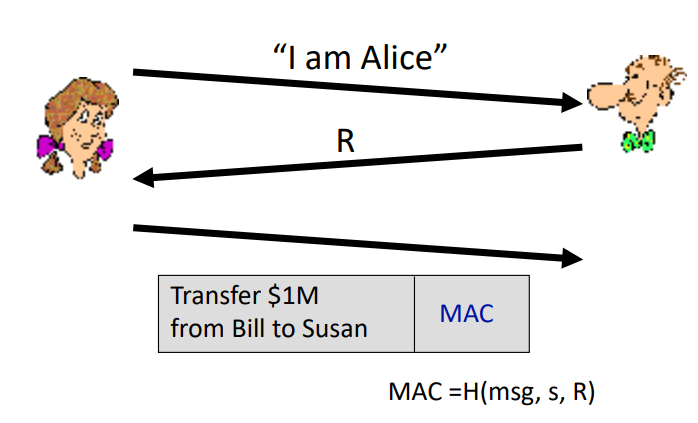 “I am Alice”
R
Transfer $1M
from Bill to Susan
MAC
MAC =H(msg, s, R)